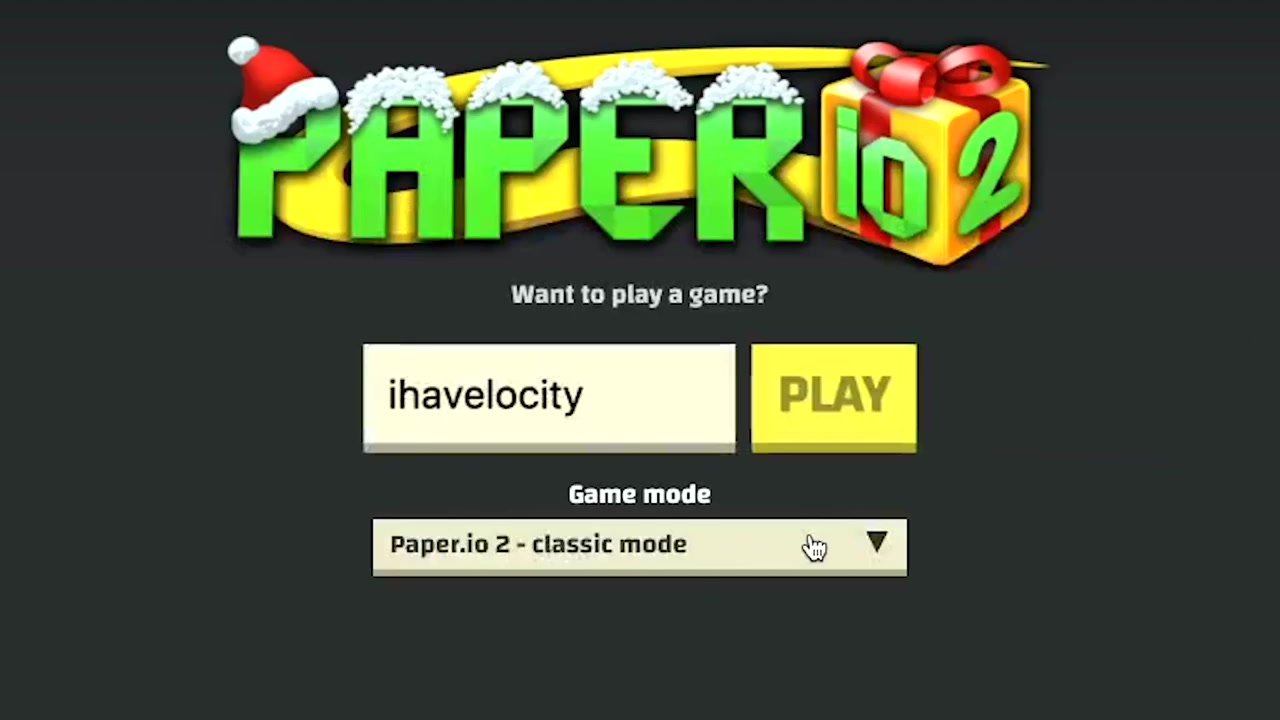 PAPER io 2
Want to play a game?
ihavelocity
PLAY
Game mode
Paper.io 2 - classic mode